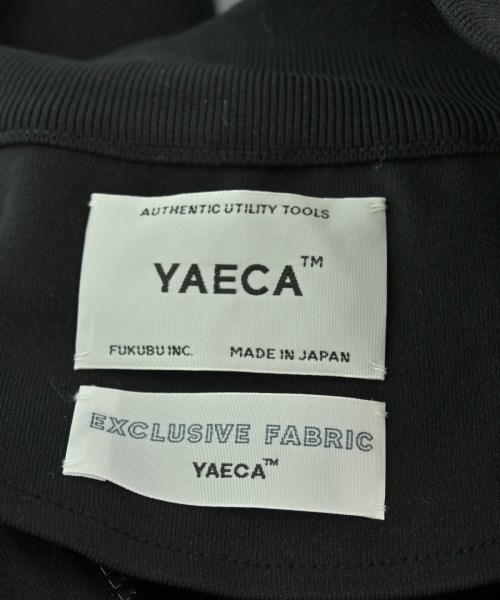 AUTHENTIC UTILITY TOOLS
YAECA™
FUKUBU INC. MADE IN JAPAN
EXCLUSIVE FABRIC
YAECA™